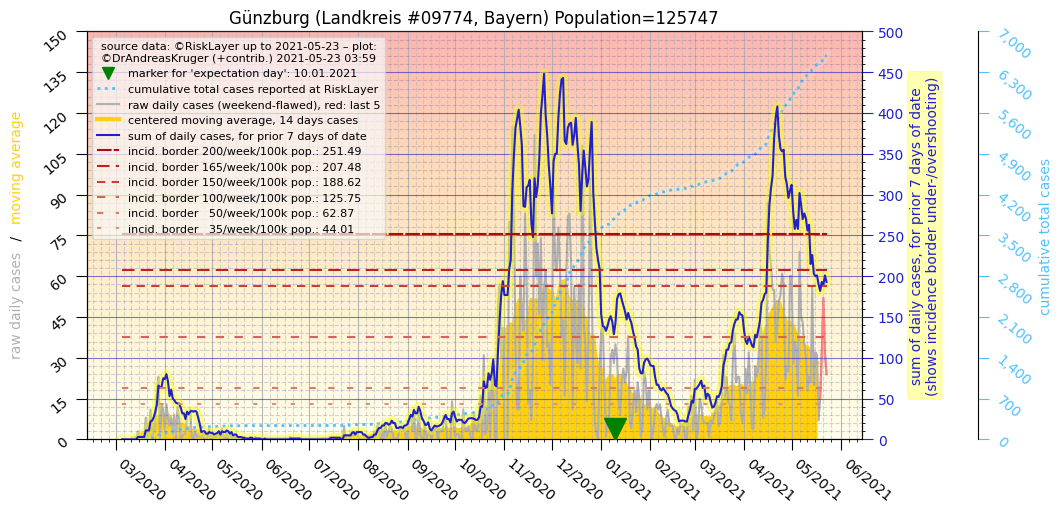 Günzburg (Landkreis #09774, Bayern) Population=125747
source data: ©RiskLayer up to 2021-05-23 – plot:
©DrAndreasKruger (+contrib.) 2021-05-23 03:59
marker for 'expectation day': 10.01.2021
cumulative total cases reported at RiskLayer
raw daily cases (weekend-flawed), red: last 5
centered moving average, 14 days cases
sum of daily cases, for prior 7 days of date
incid. border 200/week/100k pop.: 251.49
incid. border 165/week/100k pop.: 207.48
incid. border 150/week/100k pop.: 188.62
incid. border 100/week/100k pop.: 125.75
incid. border 50/week/100k pop.: 62.87
incid. border 35/week/100k pop.: 44.01
raw daily cases / moving average
150
135
120
105
90
75
60
45
30
15
0
03/2020
04/2020
05/2020
06/2020
07/2020
08/2020
09/2020
10/2020
11/2020
12/2020
01/2021
02/2021
03/2021
04/2021
05/2021
06/2021
500
450
400
350
300
250
200
150
100
50
0
sum of daily cases, for prior 7 days of date
(shows incidence border under-/overshooting)
7,000
6,300
5,600
4,900
4,200
3,500
2,800
2,100
1,400
700
0
cumulative total cases